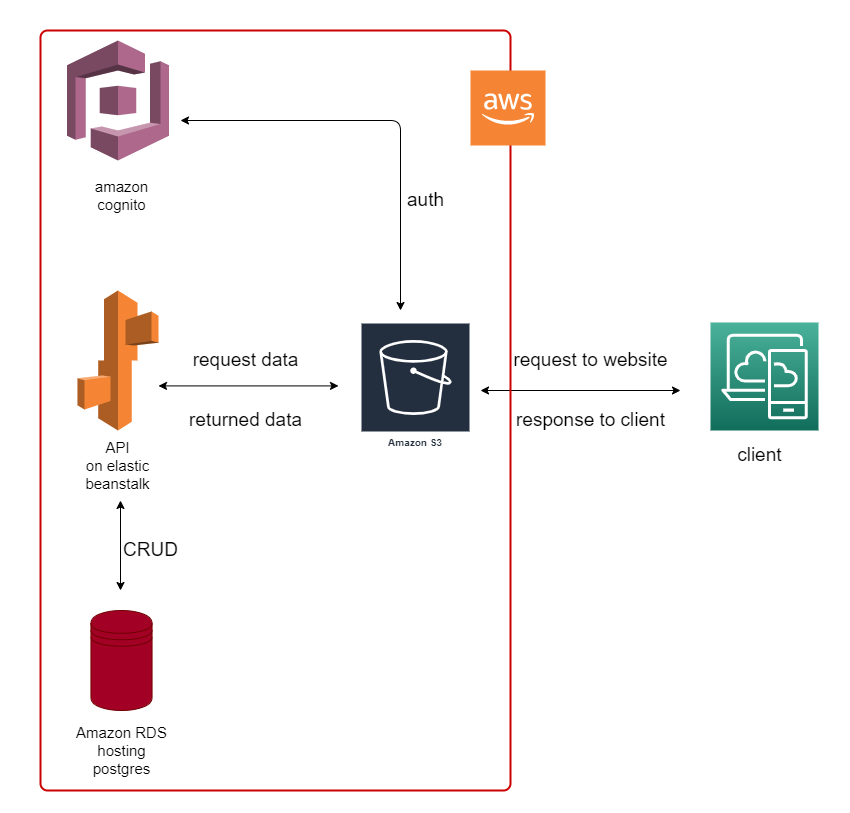 aws
amazon
cognito
auth
request data
returned data
Amazon S3
request to website
response to client
client
API
on elastic
beanstalk
CRUD
Amazon RDS
hosting
postgres